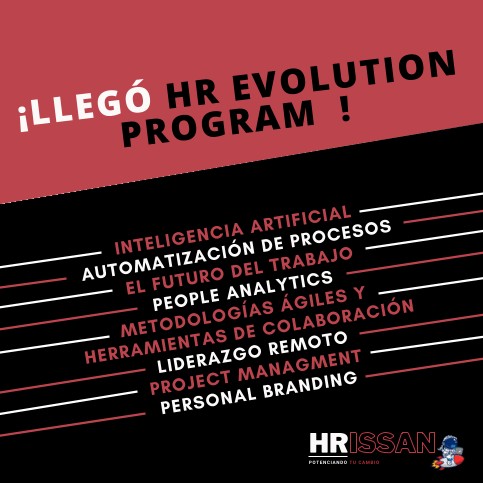 ¡LLEGÓ HR EVOLUTION
PROGRAM !
INTELIGENCIA ARTIFICIAL
AUTOMATIZACIÓN DE PROCESOS
EL FUTURO DEL TRABAJO
PEOPLE ANALYTICS
METODOLOGÍAS ÁGILES Y
HERRAMIENTAS DE COLABORACIÓN
LIDERAZGO REMOTO
PROJECT MANAGMENT
PERSONAL BRANDING
HRISSAN
POTENCIANDO TU CAMBIO